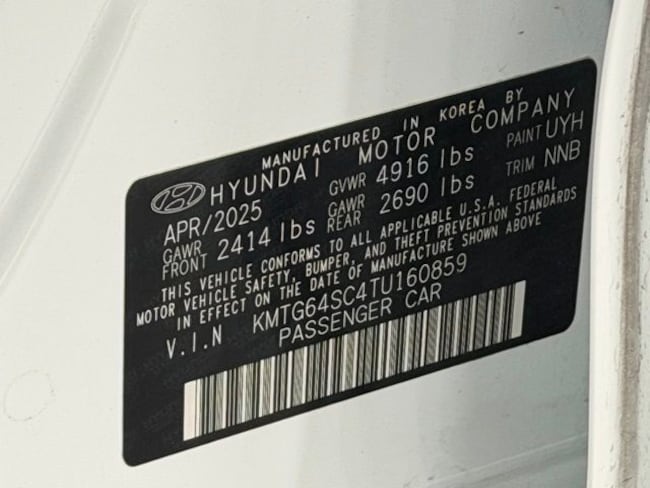 MANUFACTURED IN KOREA BY
HYUNDAI MOTOR COMPANY
APR/2025 GVWR 4916 lbs PAINT UYH
GAWR FRONT 2414 lbs GAWR REAR 2690 lbs TRIM NNB
THIS VEHICLE CONFORMS TO ALL APPLICABLE U.S.A. FEDERAL
MOTOR VEHICLE SAFETY, BUMPER, AND THEFT PREVENTION STANDARDS
IN EFFECT ON THE DATE OF MANUFACTURE SHOWN ABOVE
V.I.N KMTG64SC4TU160859
PASSENGER CAR